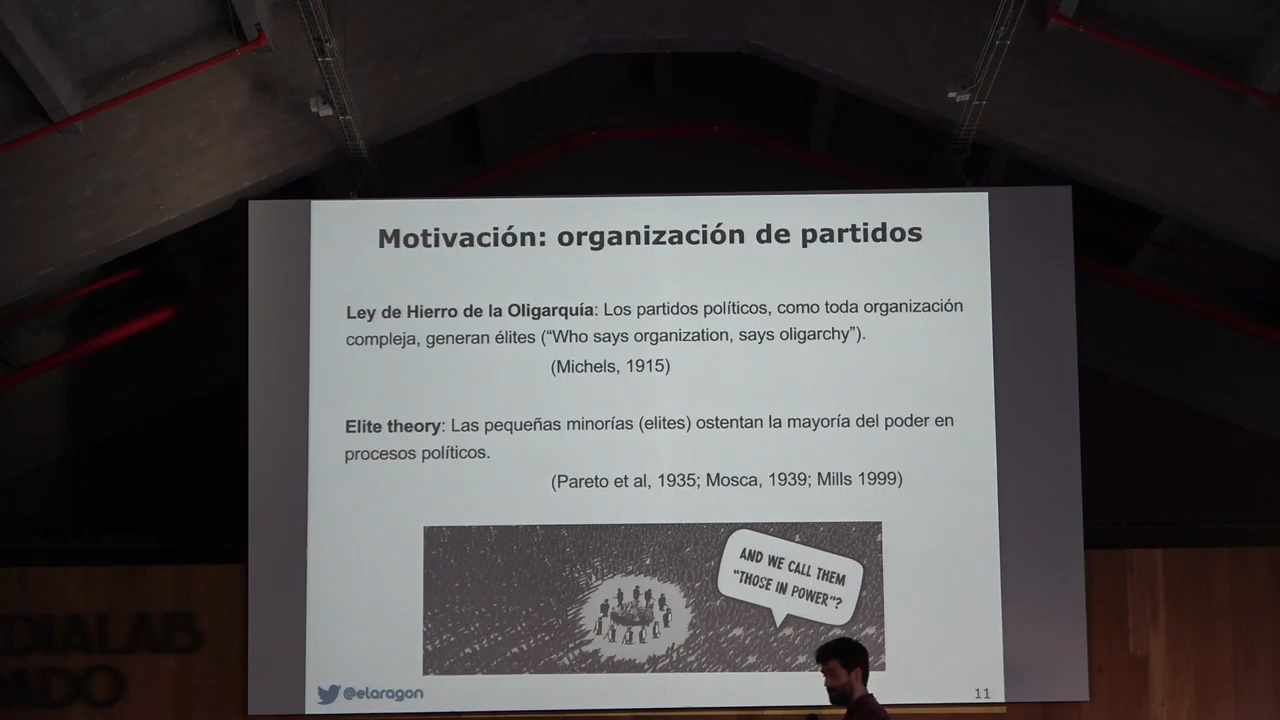 Motivación: organización de partidos
Ley de Hierro de la Oligarquía: Los partidos políticos, como toda organización
compleja, generan élites (“Who says organization, says oligarchy”).
(Michels, 1915)
Elite theory: Las pequeñas minorías (elites) ostentan la mayoría del poder en
procesos políticos.
(Pareto et al, 1935; Mosca, 1939; Mills 1999)
AND WE CALL THEM
“THOSE IN POWER”?
@elaragon
11
DIALAB
ADO